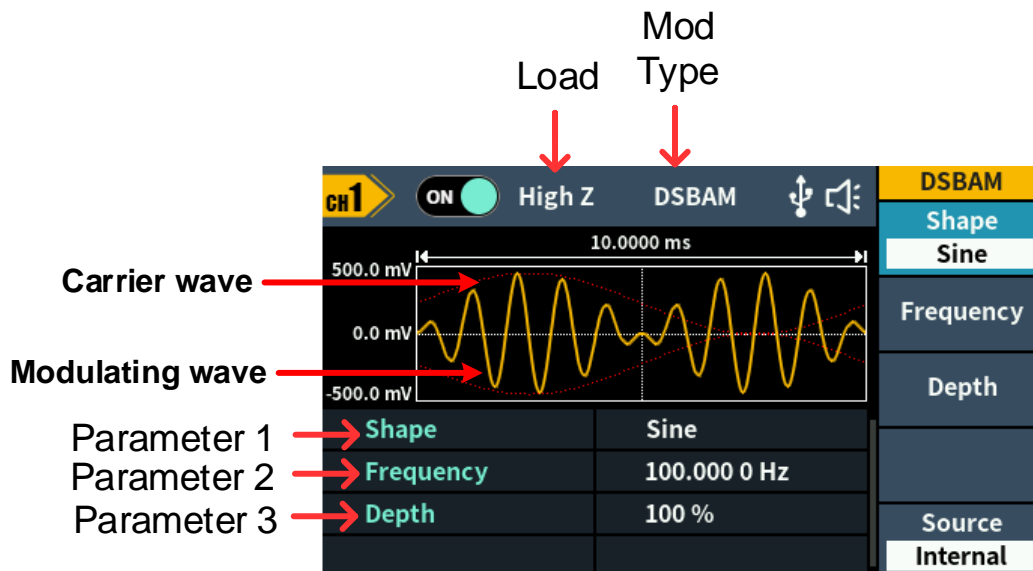 Mod
Type
Load
CH1
ON
High Z
DSBAM
DSBAM
Shape
Sine
Frequency
Depth
Source
Internal
10.0000 ms
500.0 mV
0.0 mV
-500.0 mV
Carrier wave
Modulating wave
Parameter 1
Shape
Sine
Parameter 2
Frequency
100.000 0 Hz
Parameter 3
Depth
100 %